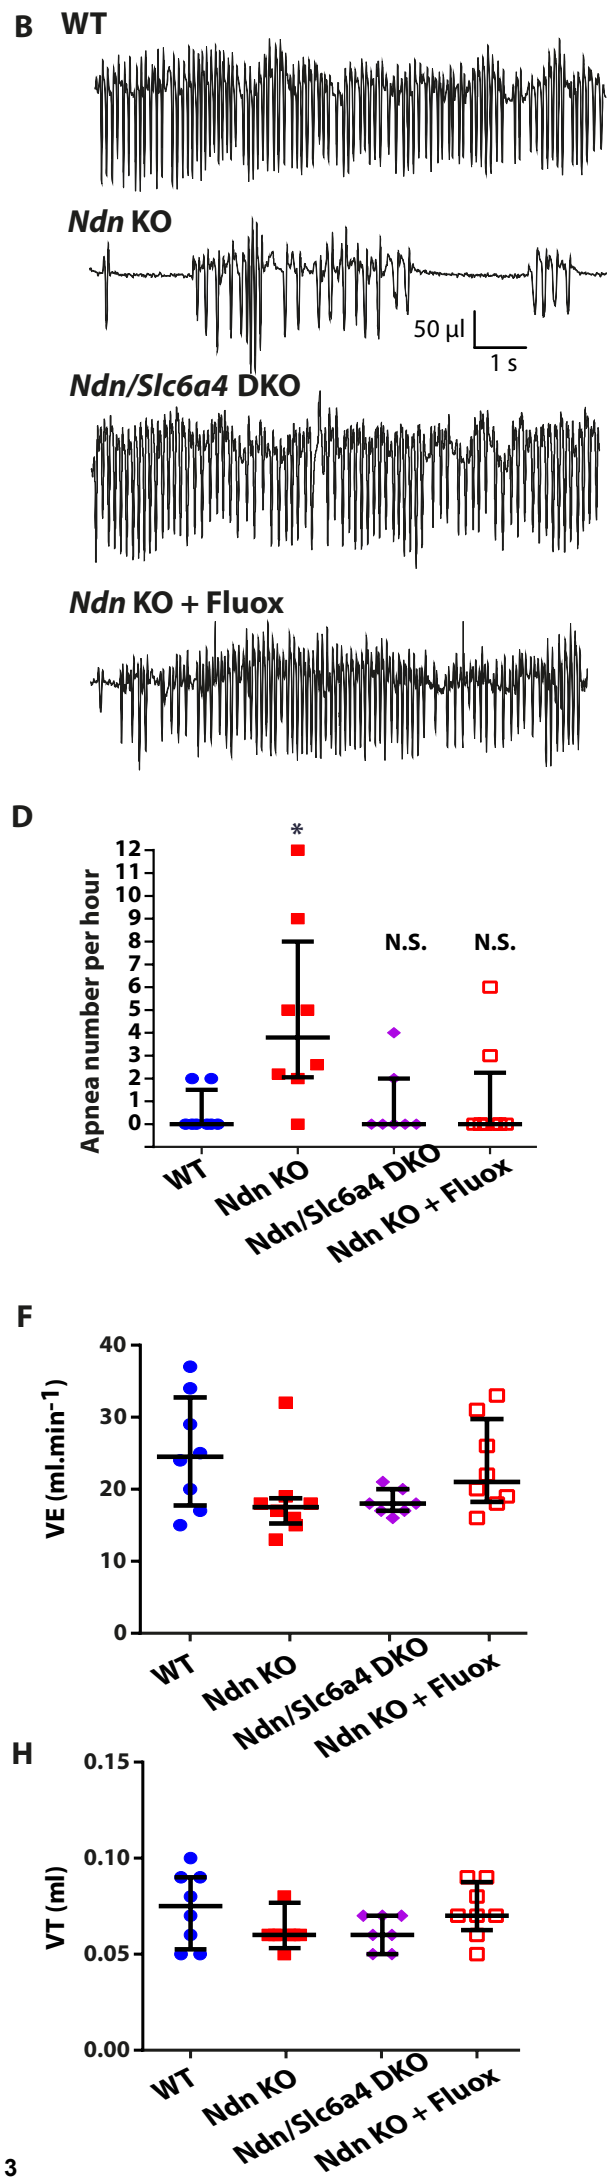 B WT
Ndn KO
50 µl
1 s
Ndn/Slc6a4 DKO
Ndn KO + Fluox
D
*
N.S. N.S.
Apnea number per hour
12
11
10
9
8
7
6
5
4
3
2
1
0
WT
Ndn KO
Ndn/Slc6a4 DKO
Ndn KO + Fluox
F
VE (ml.min-1)
40
30
20
10
0
WT
Ndn KO
Ndn/Slc6a4 DKO
Ndn KO + Fluox
H
VT (ml)
0.15
0.10
0.05
0.00
WT
Ndn KO
Ndn/Slc6a4 DKO
Ndn KO + Fluox
3